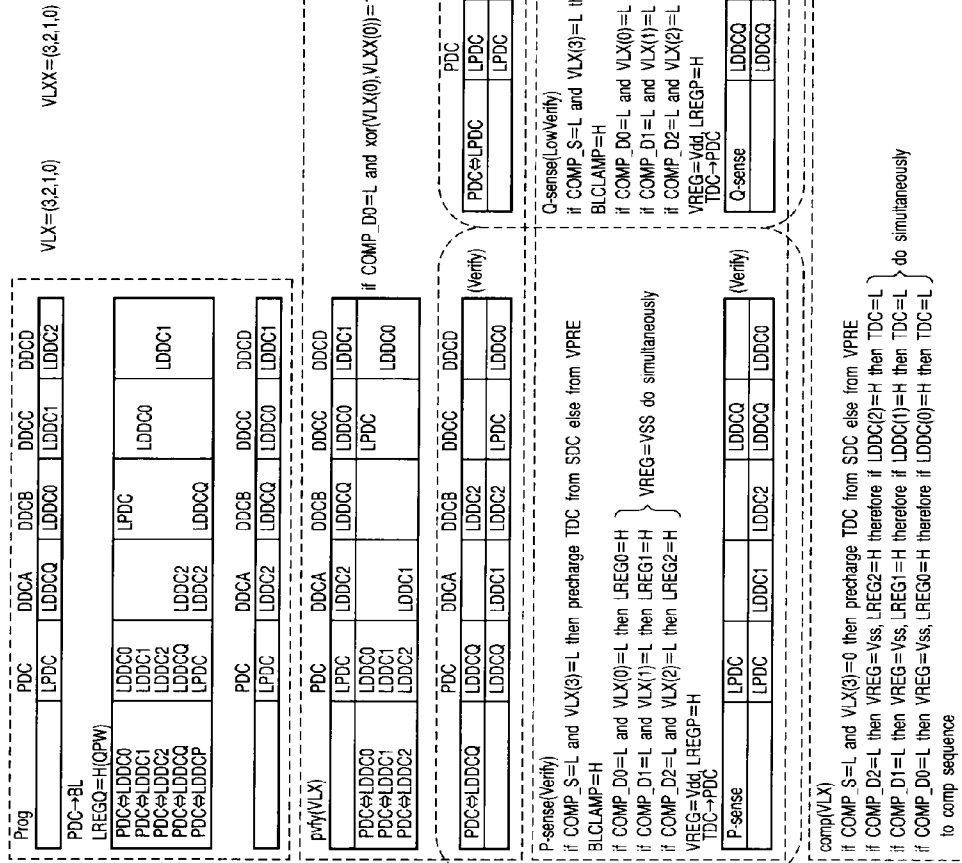 VLX=(3,2,1,0) VLXX=(3,2,1,0)
Prog PDC DDCA DDCB DDCC DDCD
LPDC LDDCQ LDDC0 LDDC1 LDDC2
PDC→BL
LREGQ=H(QPW)
PDC⇔LDDC0 LDDC0 LPDC LDDC0 LDDC1
PDC⇔LDDC1 LDDC1
PDC⇔LDDC2 LDDC2
PDC⇔LDDCQ LDDCQ LDDC2
PDC⇔LDDCP LPDC LDDC2 LDDCQ
PDC DDCA DDCB DDCC DDCD
LPDC LDDC2 LDDCQ LDDC0 LDDC1
pvfy(VLX) PDC DDCA DDCB DDCC DDCD
LPDC LDDC2 LDDCQ LDDC0 LDDC1
PDC⇔LDDC0 LDDC0 LPDC LDDC0
PDC⇔LDDC1 LDDC1
PDC⇔LDDC2 LDDC2 LDDC1
if COMP_D0=L and xor(VLX(0),VLXX(0))=
PDC DDCA DDCB DDCC DDCD (Verify)
PDC⇔LDDCQ LDDCQ LDDC2
LDDCQ LDDC1 LDDC2 LPDC LDDC0
PDC
PDC⇔LPDC LPDC
LPDC
P-sense(Verify)
if COMP_S=L and VLX(3)=L then precharge TDC from SDC else from VPRE
BLCLAMP=H
if COMP_D0=L and VLX(0)=L then LREG0=H
if COMP_D1=L and VLX(1)=L then LREG1=H
if COMP_D2=L and VLX(2)=L then LREG2=H
VREG=VSS do simultaneously
VREG=Vdd, LREGP=H
TDC→PDC
P-sense LPDC LDDCQ (Verify)
LPDC LDDC1 LDDC2 LDDCQ LDDC0
Q-sense(LowVerify)
if COMP_S=L and VLX(3)=L
BLCLAMP=H
if COMP_D0=L and VLX(0)=L
if COMP_D1=L and VLX(1)=L
if COMP_D2=L and VLX(2)=L
VREG=Vdd, LREGP=H
TDC→PDC
Q-sense LDDCQ
LDDCQ
comp(VLX)
if COMP_S=L and VLX(3)=0 then precharge TDC from SDC else from VPRE
if COMP_D2=L then VREG=Vss, LREG2=H therefore if LDDC(2)=H then TDC=L
if COMP_D1=L then VREG=Vss, LREG1=H therefore if LDDC(1)=H then TDC=L
if COMP_D0=L then VREG=Vss, LREG0=H therefore if LDDC(0)=H then TDC=L
do simultaneously
to comp sequence